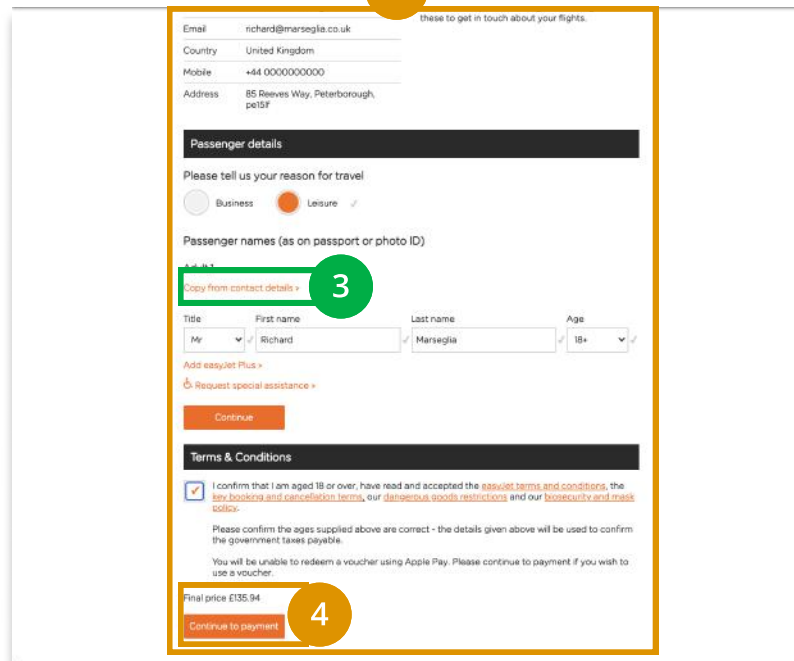 these to get in touch about your flights.
Email richard@marseglia.co.uk
Country United Kingdom
Mobile +44 0000000000
Address 85 Reeves Way, Peterborough,
pe151f
Passenger details
Please tell us your reason for travel
Business Leisure
Passenger names (as on passport or photo ID)
Copy from contact details >
3
Title First name Last name Age
Mr Richard Marseglia 18+
Add easyJet Plus >
Request special assistance >
Continue
Terms & Conditions
I confirm that I am aged 18 or over, have read and accepted the easyJet terms and conditions, the
key booking and cancellation terms, our dangerous goods restrictions and our biosecurity and mask
policy.
Please confirm the ages supplied above are correct - the details given above will be used to confirm
the government taxes payable.
You will be unable to redeem a voucher using Apple Pay. Please continue to payment if you wish to
use a voucher.
Final price £135.94
Continue to payment
4